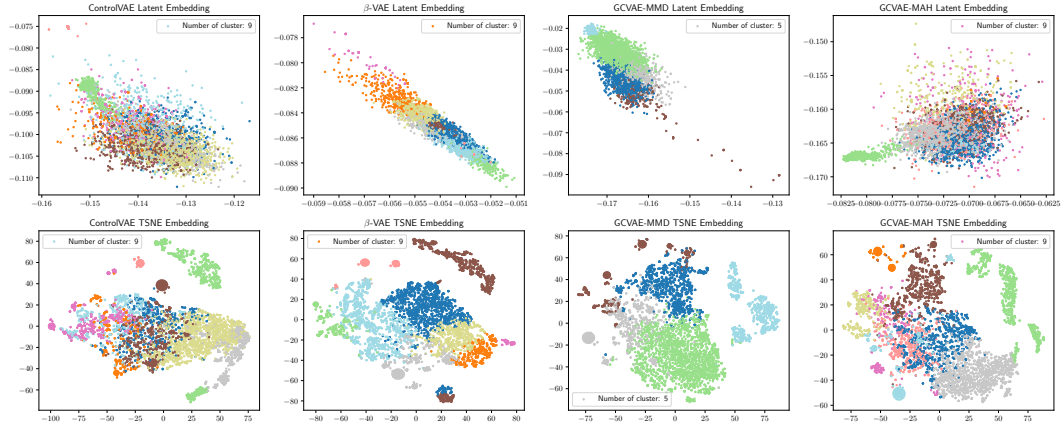 ControlVAE Latent Embedding
Number of cluster: 9
−0.075
−0.080
−0.085
−0.090
−0.095
−0.100
−0.105
−0.110
−0.16 −0.15 −0.14 −0.13 −0.12
β-VAE Latent Embedding
Number of cluster: 9
−0.078
−0.080
−0.082
−0.084
−0.086
−0.088
−0.090
−0.059 −0.058 −0.057 −0.056 −0.055 −0.054 −0.053 −0.052 −0.051
GCVAE-MMD Latent Embedding
Number of cluster: 5
−0.02
−0.03
−0.04
−0.05
−0.06
−0.07
−0.08
−0.09
−0.17 −0.16 −0.15 −0.14 −0.13
GCVAE-MAH Latent Embedding
Number of cluster: 9
−0.150
−0.155
−0.160
−0.165
−0.170
−0.0825 −0.0800 −0.0775 −0.0750 −0.0725 −0.0700 −0.0675 −0.0650 −0.0625
ControlVAE TSNE Embedding
Number of cluster: 9
80
60
40
20
0
−20
−40
−60
−100 −75 −50 −25 0 25 50 75
β-VAE TSNE Embedding
Number of cluster: 9
80
60
40
20
0
−20
−40
−60
−80
−80 −60 −40 −20 0 20 40 60 80
GCVAE-MMD TSNE Embedding
Number of cluster: 5
80
60
40
20
0
−20
−40
−60
−75 −50 −25 0 25 50 75
GCVAE-MAH TSNE Embedding
Number of cluster: 9
60
40
20
0
−20
−40
−60
−75 −50 −25 0 25 50 75